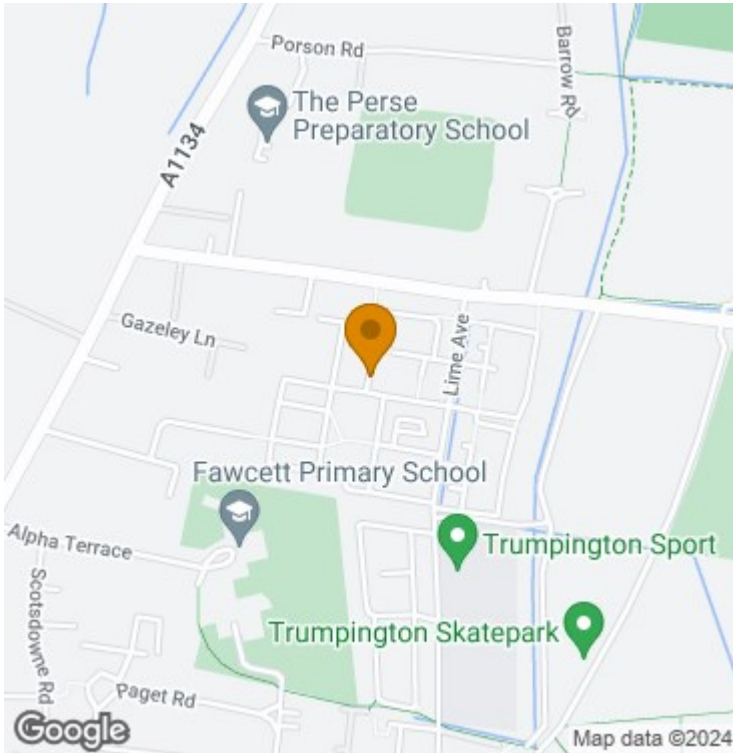 Porson Rd
Barrow Rd
The Perse
Preparatory School
A1134
Gazeley Ln
Lime Ave
Fawcett Primary School
Alpha Terrace
Trumpington Sport
Scotsdowne Rd
Trumpington Skatepark
Paget Rd
Google
Map data ©2024